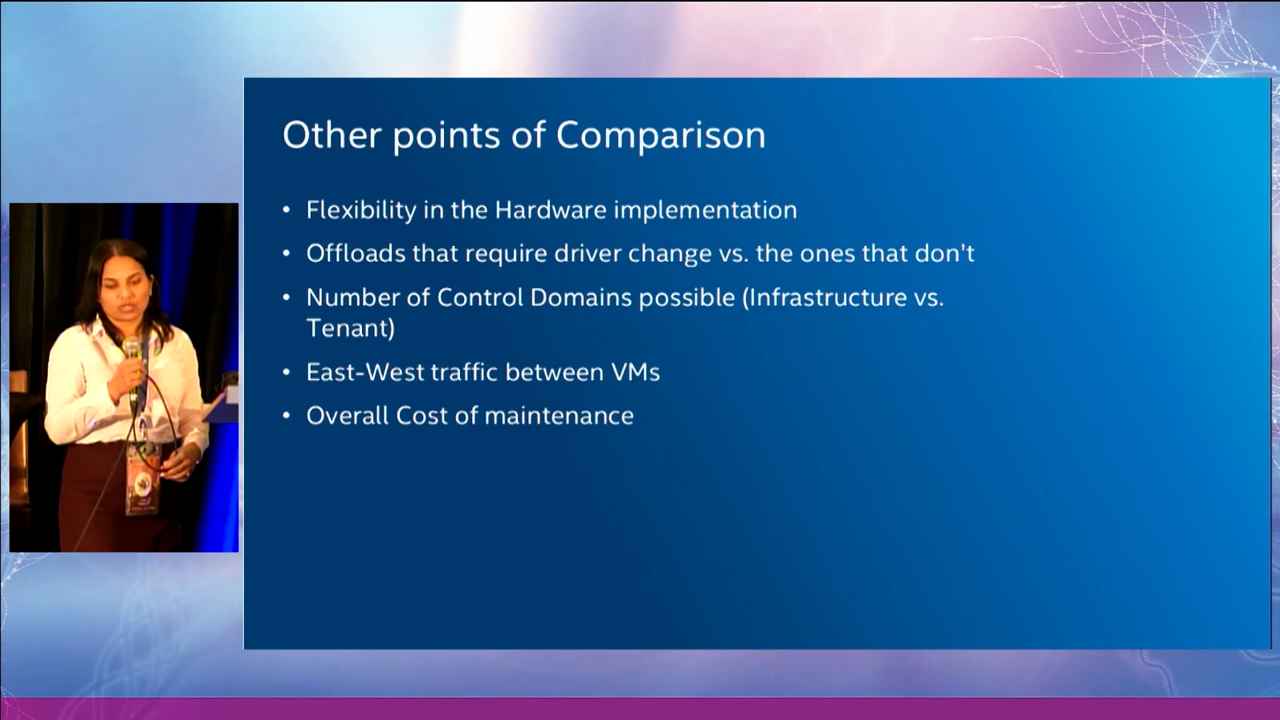 Other points of Comparison
• Flexibility in the Hardware implementation
• Offloads that require driver change vs. the ones that don't
• Number of Control Domains possible (Infrastructure vs.
Tenant)
• East-West traffic between VMs
• Overall Cost of maintenance